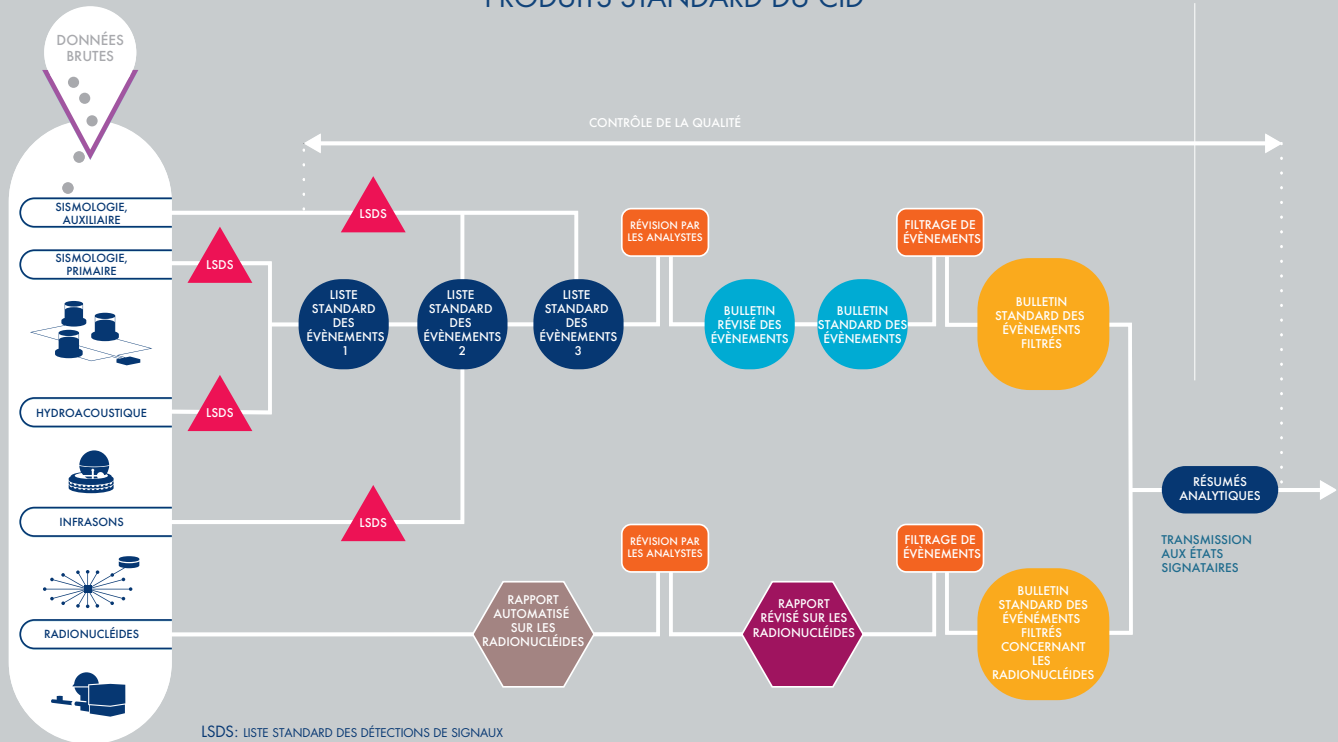 PRODUITS STANDARD DU CID
DONNÉES
BRUTES
CONTRÔLE DE LA QUALITÉ
SISMOLOGIE,
AUXILIAIRE
LSDS
RÉVISION PAR
LES ANALYSTES
FILTRAGE DE
ÉVÈNEMENTS
SISMOLOGIE,
PRIMAIRE
LSDS
LISTE
STANDARD
DES
ÉVÈNEMENTS
1
LISTE
STANDARD
DES
ÉVÈNEMENTS
2
LISTE
STANDARD
DES
ÉVÈNEMENTS
3
BULLETIN
RÉVISÉ DES
ÉVÈNEMENTS
BULLETIN
STANDARD DES
ÉVÈNEMENTS
BULLETIN
STANDARD DES
ÉVÈNEMENTS
FILTRÉS
HYDROACOUSTIQUE
LSDS
RÉSUMÉS
ANALYTIQUES
TRANSMISSION
AUX ÉTATS
SIGNATAIRES
INFRASONS
LSDS
RÉVISION PAR
LES ANALYSTES
FILTRAGE DE
ÉVÈNEMENTS
RADIONUCLÉIDES
RAPPORT
AUTOMATISÉ
SUR LES
RADIONUCLÉIDES
RAPPORT
RÉVISÉ SUR LES
RADIONUCLÉIDES
BULLETIN
STANDARD DES
ÉVÉNÉMENTS
FILTRÉS
CONCERNANT
LES
RADIONUCLÉIDES
LSDS: LISTE STANDARD DES DÉTECTIONS DE SIGNAUX